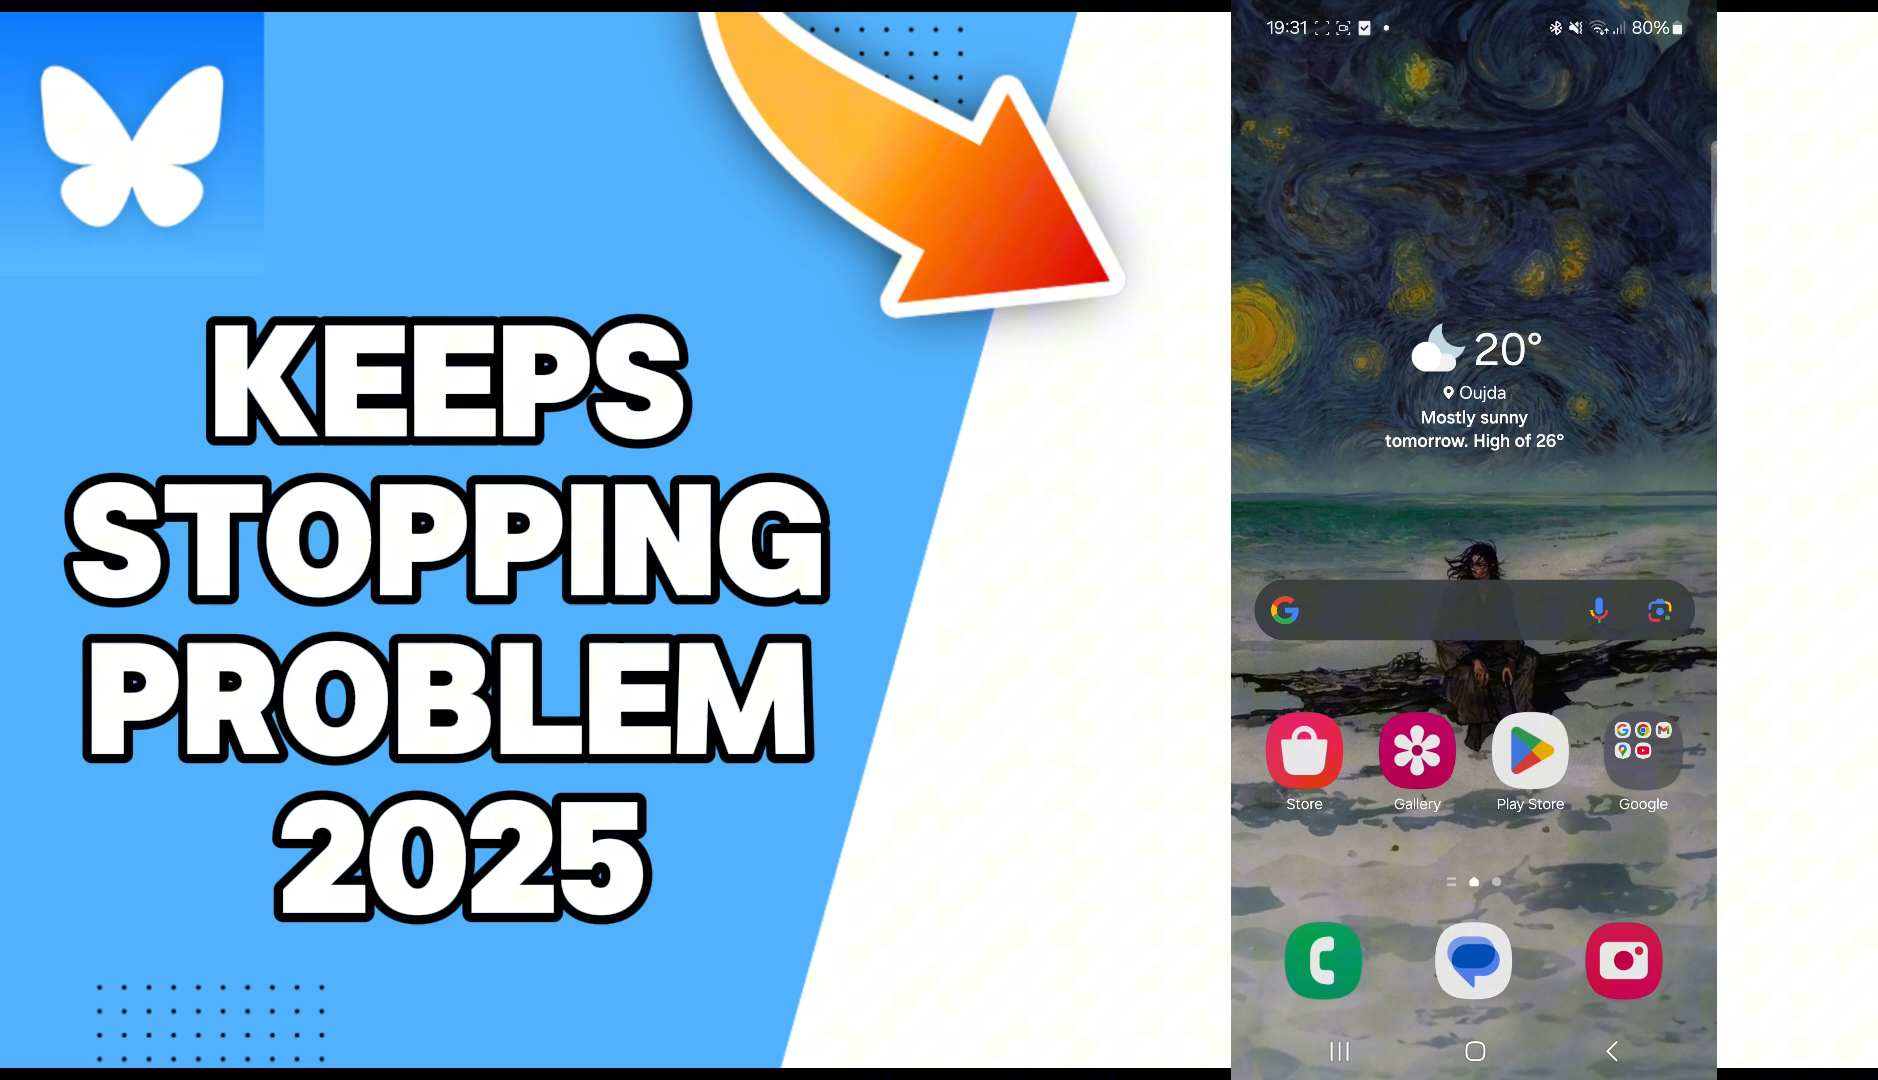 KEEPS
STOPPING
PROBLEM
2025
19:31
80%
20°
Oujda
Mostly sunny
tomorrow. High of 26°
Store
Gallery
Play Store
Google